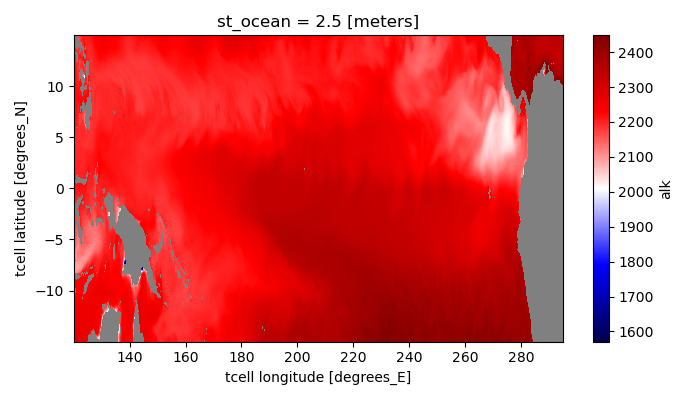 st_ocean = 2.5 [meters]
tcell latitude [degrees_N]
10
5
0
−5
−10
140 160 180 200 220 240 260 280
tcell longitude [degrees_E]
2400
2300
2200
2100
2000
1900
1800
1700
1600
alk